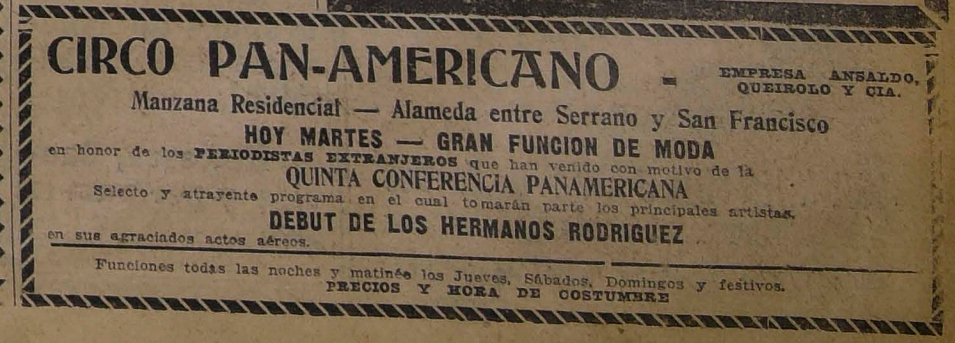 CIRCO PAN-AMERICANO - EMPRESA ANSALDO,
QUEIROLO Y CIA.
Manzana Residencial — Alameda entre Serrano y San Francisco
HOY MARTES — GRAN FUNCION DE MODA
en honor de los PERIODISTAS EXTRANJEROS que han venido con motivo de la
QUINTA CONFERENCIA PANAMERICANA
Selecto y atrayente programa en el cual tomarán parte los principales artistas.
DEBUT DE LOS HERMANOS RODRIGUEZ
en sus agraciados actos aéreos.
Funciones todas las noches y matinée los Jueves, Sábados, Domingos y festivos.
PRECIOS Y HORA DE COSTUMBRE